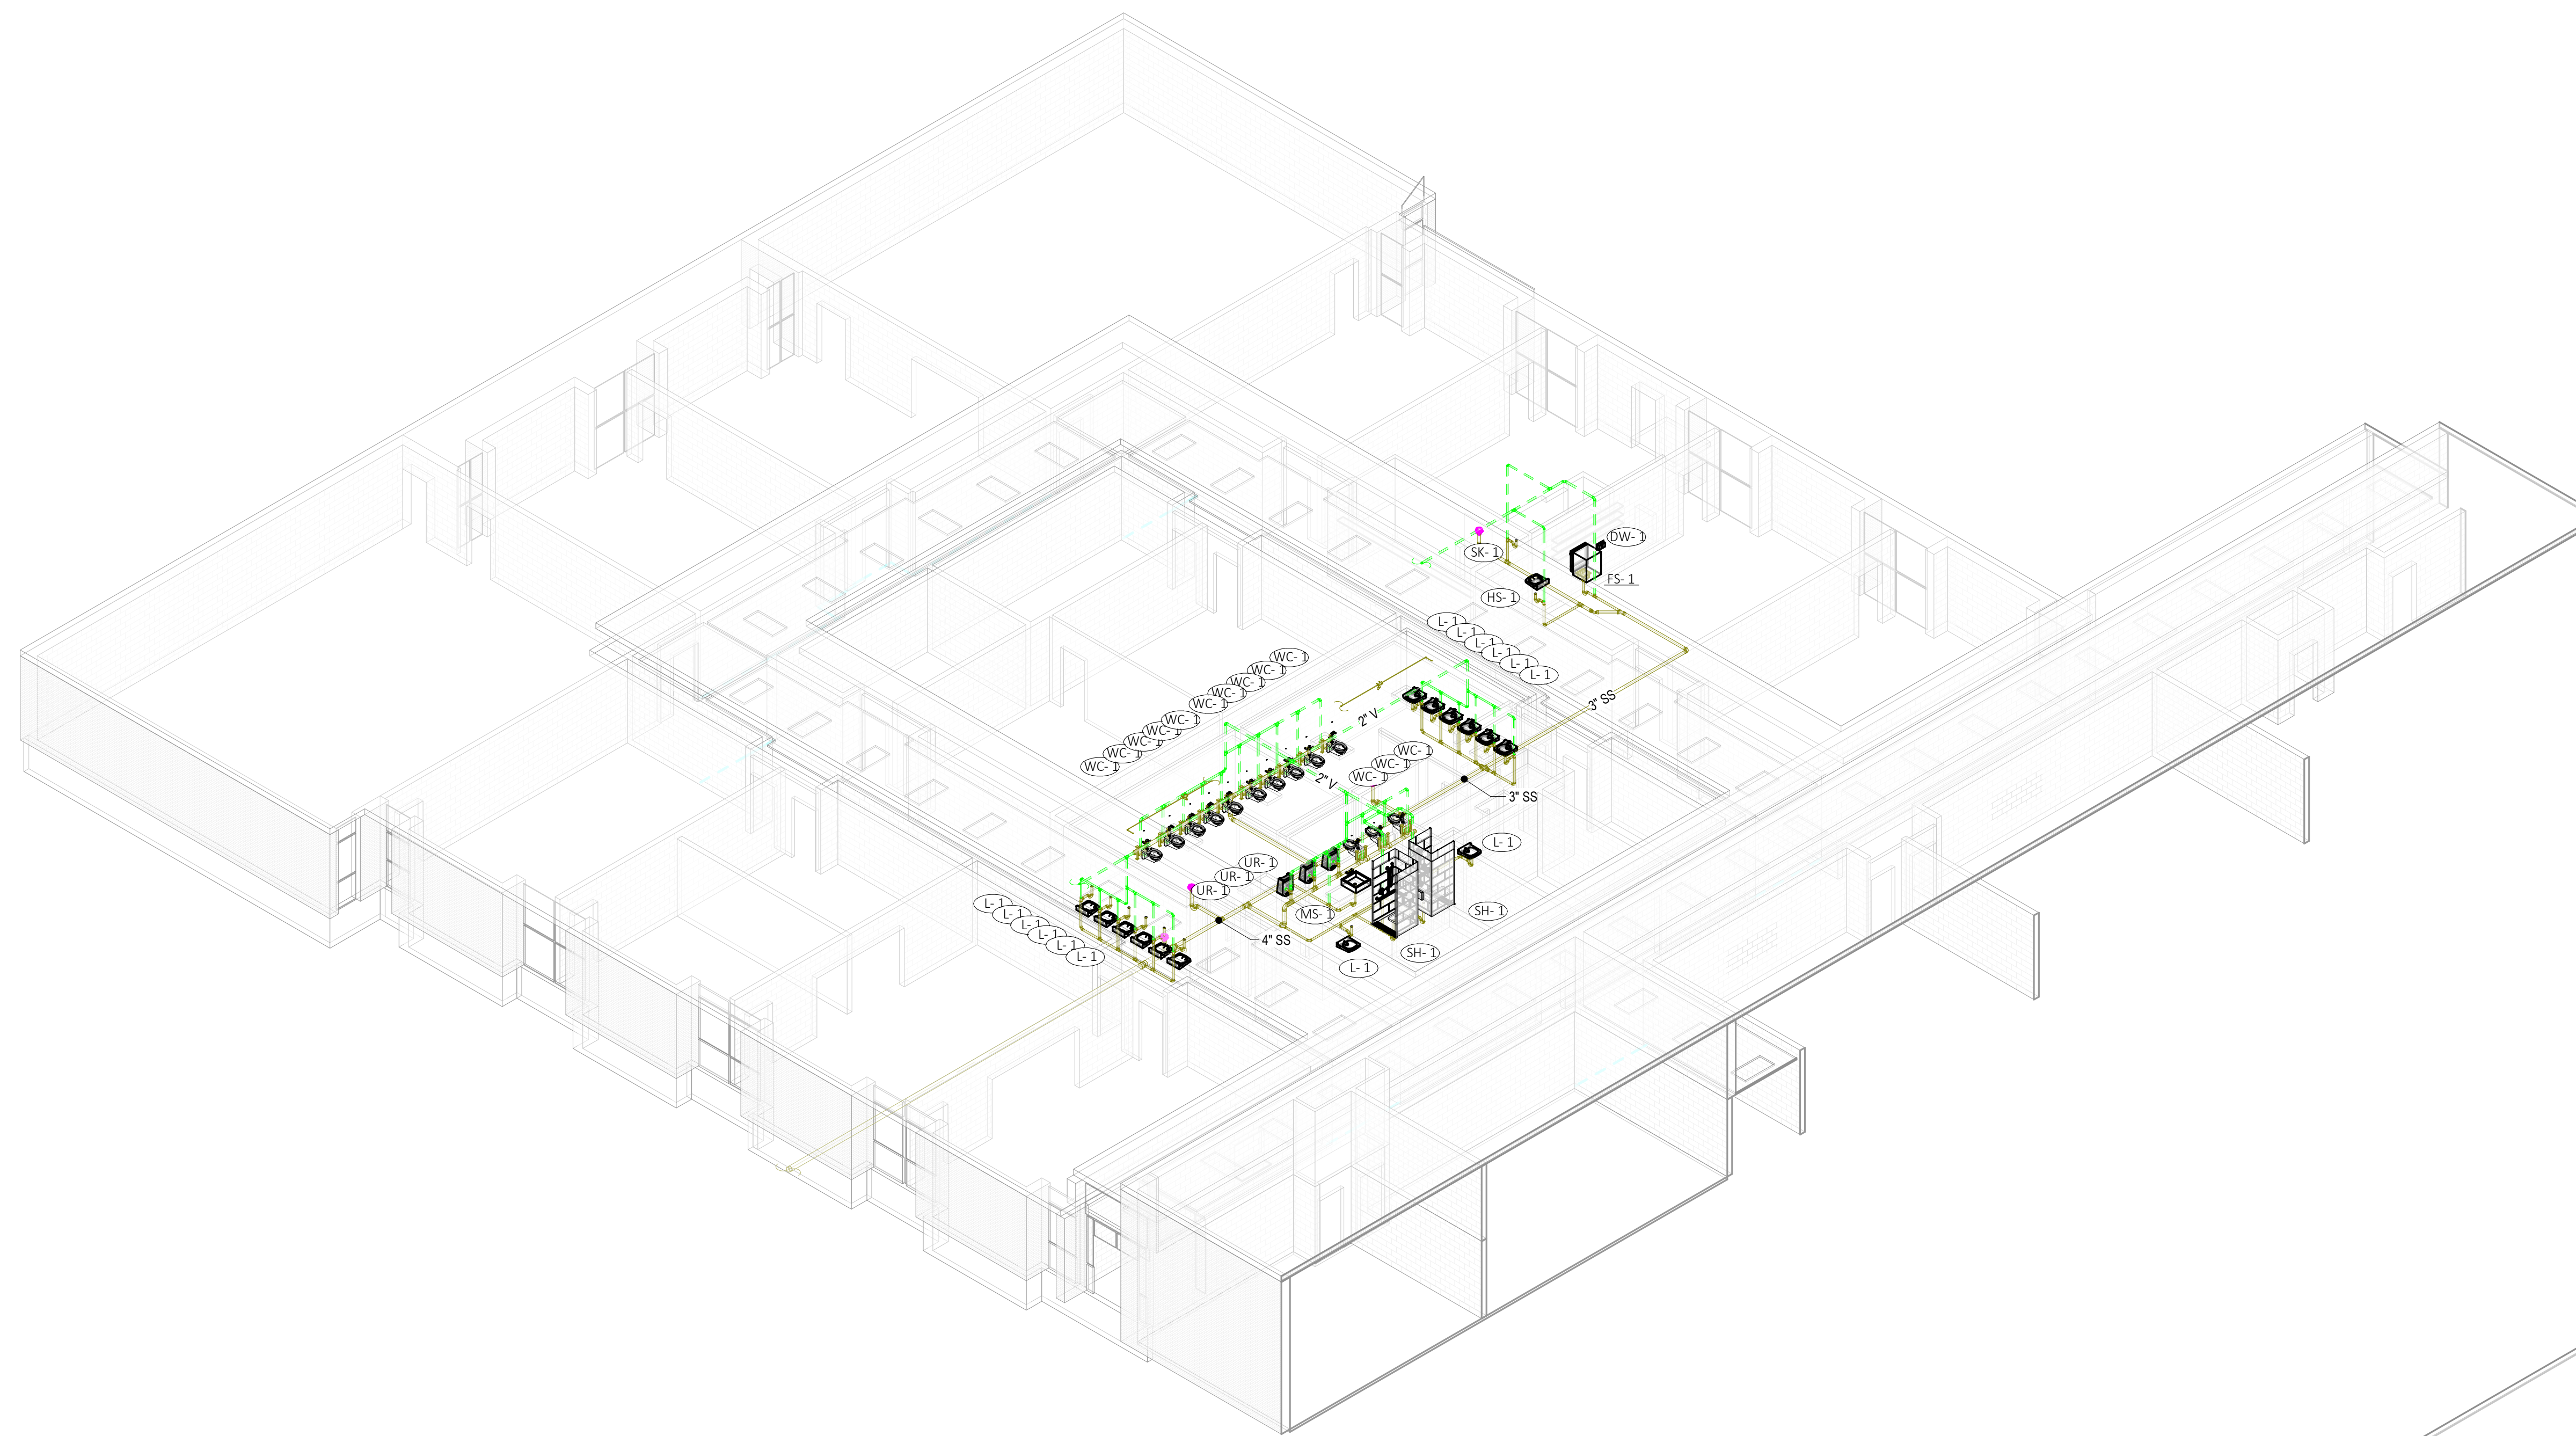 SK- 1
DW- 1
FS- 1
HS- 1
L- 1
L- 1
L- 1
L- 1
L- 1
L- 1
WC- 1
WC- 1
WC- 1
WC- 1
WC- 1
WC- 1
WC- 1
WC- 1
WC- 1
WC- 1
3" SS
2" V
2" V
WC- 1
WC- 1
WC- 1
3" SS
L- 1
UR- 1
UR- 1
UR- 1
MS- 1
SH- 1
L- 1
L- 1
L- 1
L- 1
L- 1
L- 1
4" SS
SH- 1
L- 1